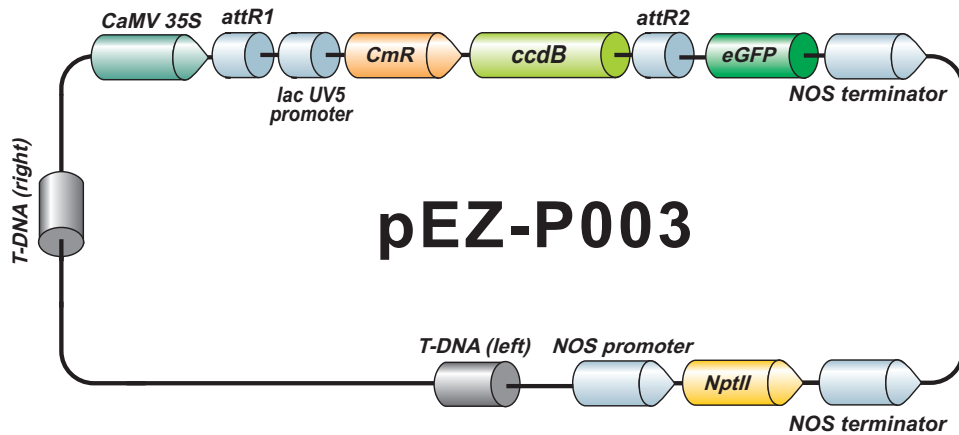 CaMV 35S
attR1
attR2
CmR
ccdB
eGFP
lac UV5
promoter
NOS terminator
T-DNA (right)
pEZ-P003
T-DNA (left)
NOS promoter
NptII
NOS terminator